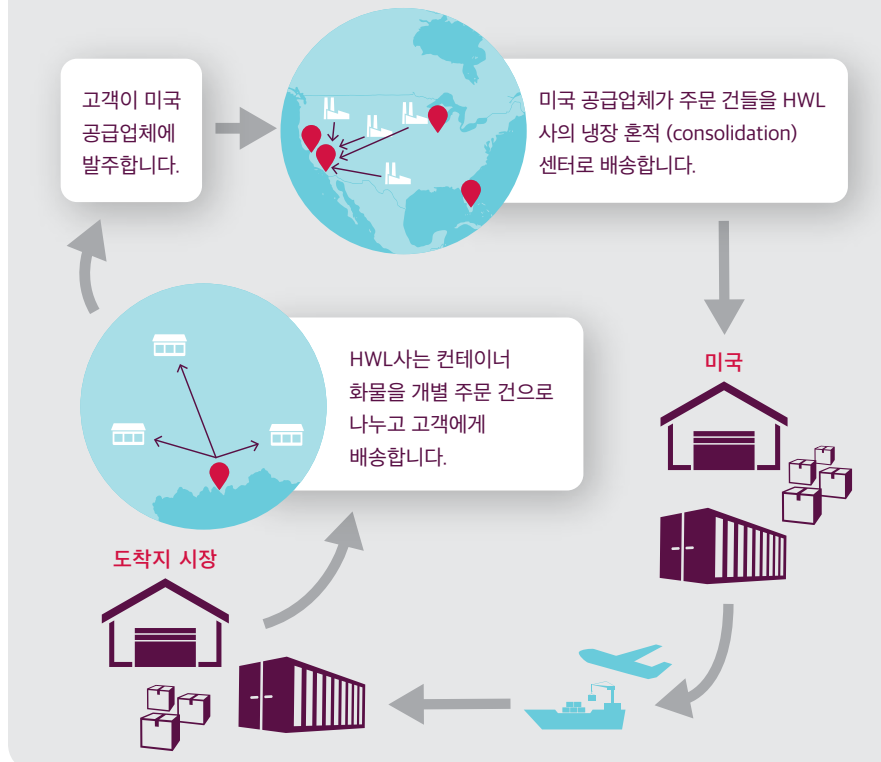 고객이 미국
공급업체에
발주합니다.
미국 공급업체가 주문 건들을 HWL
사의 냉장 혼적 (consolidation)
센터로 배송합니다.
미국
HWL사는 컨테이너
화물을 개별 주문 건으로
나누고 고객에게
배송합니다.
도착지 시장